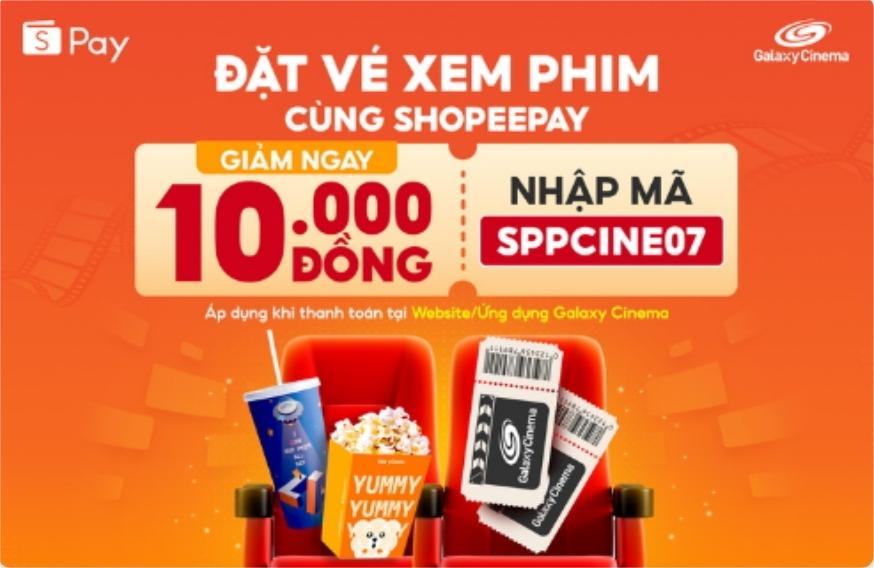 S Pay
Galaxy Cinema
ĐẶT VÉ XEM PHIM
CÙNG SHOPEEPAY
GIẢM NGAY
10.000
ĐỒNG
NHẬP MÃ
SPPCINE07
Áp dụng khi thanh toán tại Website/Ứng dụng Galaxy Cinema
Galaxy Cinema
Galaxy Cinema
YUMMY
YUMMY